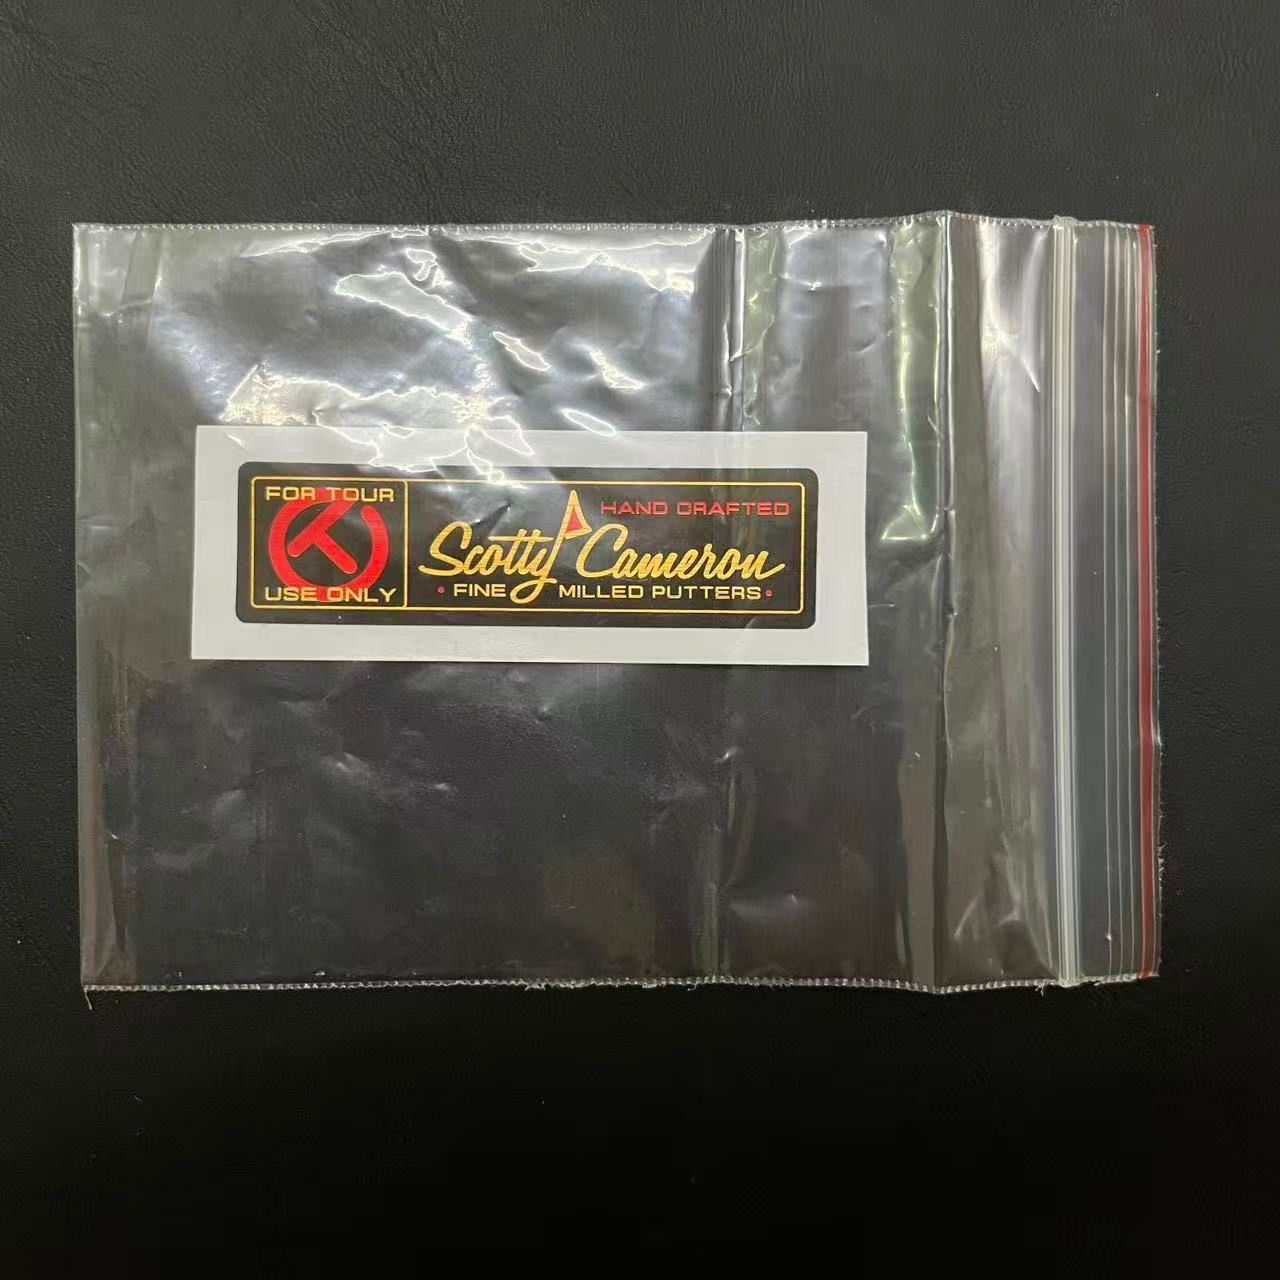 FOR TOUR
USE ONLY
HAND CRAFTED
Scotty Cameron
• FINE MILLED PUTTERS •